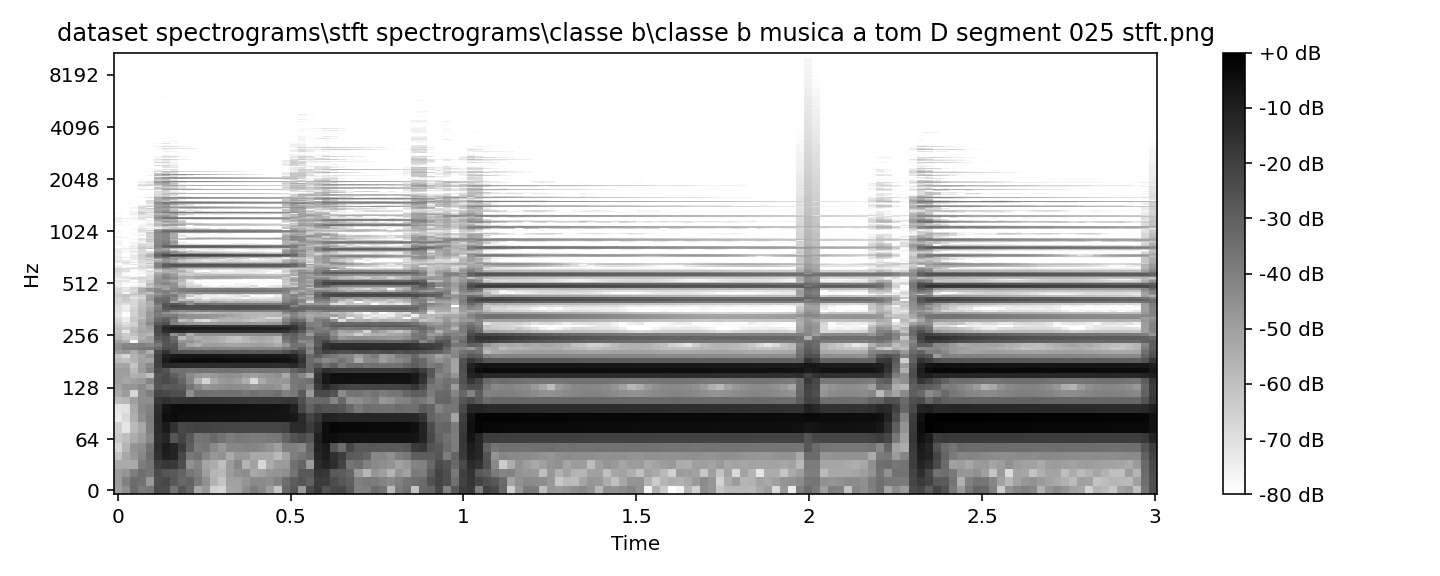 dataset spectrograms\stft spectrograms\classe b\classe b musica a tom D segment 025 stft.png
8192
4096
2048
1024
512
256
128
64
0
Hz
0
0.5
1
1.5
2
2.5
3
Time
+0 dB
-10 dB
-20 dB
-30 dB
-40 dB
-50 dB
-60 dB
-70 dB
-80 dB